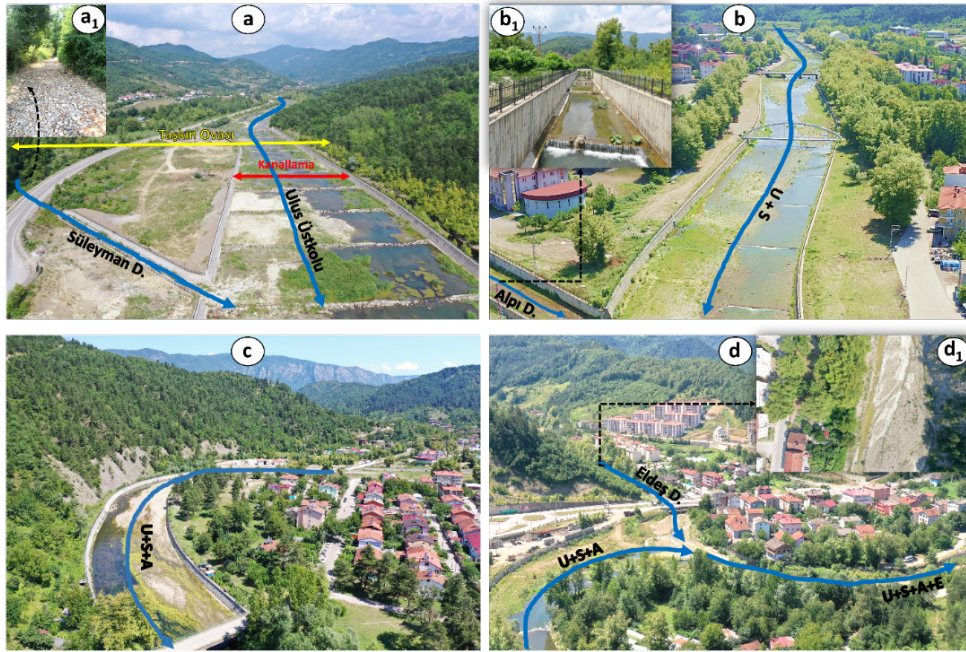 a₁
a
Taşkın Ovası
Kanallama
Ulus Üstkolu
Süleyman D.
b₁
b
U+S
Alpı D.
c
U+S+A
d
d₁
Eldeş D.
U+S+A
U+S+A+E